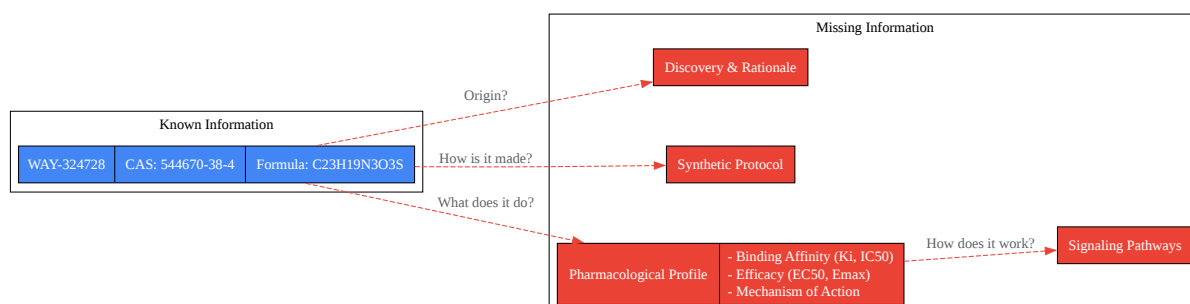 Missing Information
Discovery & Rationale
Origin?
Known Information
WAY-324728
CAS: 544670-38-4
Formula: C23H19N3O3S
How is it made?
Synthetic Protocol
What does it do?
Pharmacological Profile
- Binding Affinity (Ki, IC50)
- Efficacy (EC50, Emax)
- Mechanism of Action
How does it work?
Signaling Pathways